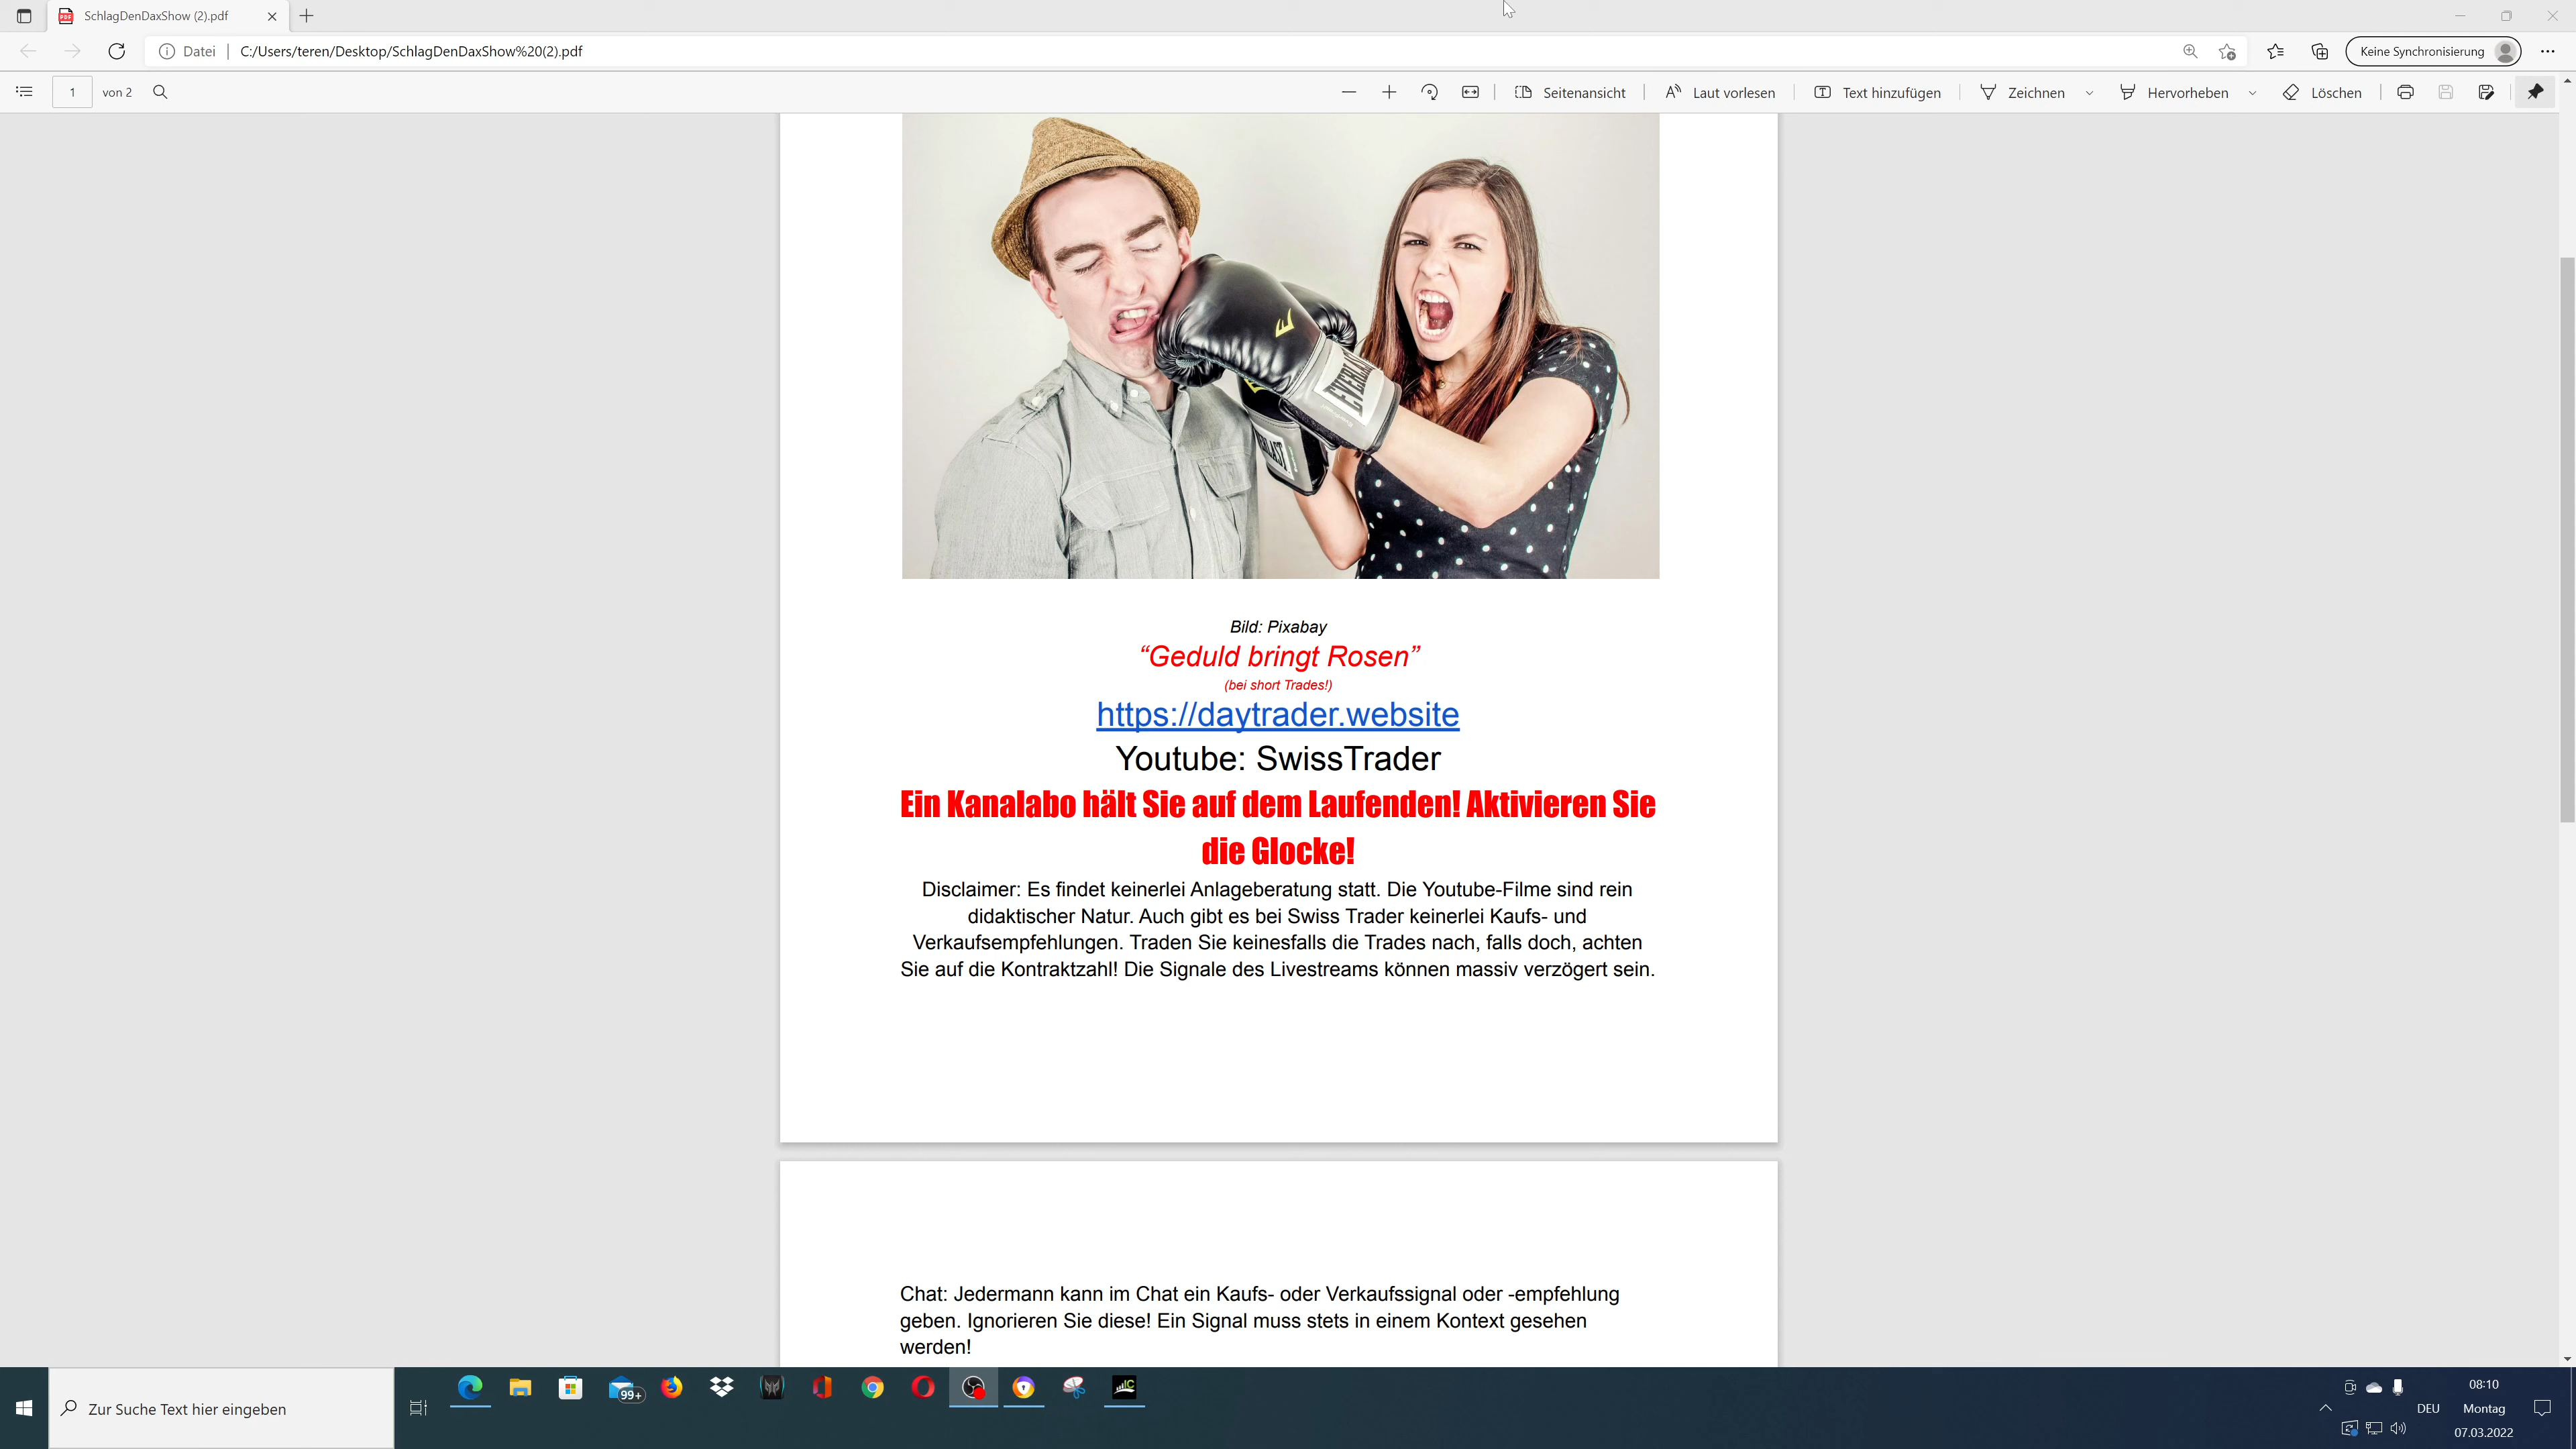 SchlagDenDaxShow (2).pdf
Datei | C:/Users/teren/Desktop/SchlagDenDaxShow%20(2).pdf
Keine Synchronisierung
1 von 2
Seitenansicht
Laut vorlesen
Text hinzufügen
Zeichnen
Hervorheben
Löschen
EVERLAST
Bild: Pixabay
“Geduld bringt Rosen”
(bei short Trades!)
https://daytrader.website
Youtube: SwissTrader
Ein Kanalabo hält Sie auf dem Laufenden! Aktivieren Sie
die Glocke!
Disclaimer: Es findet keinerlei Anlageberatung statt. Die Youtube-Filme sind rein
didaktischer Natur. Auch gibt es bei Swiss Trader keinerlei Kaufs- und
Verkaufsempfehlungen. Traden Sie keinesfalls die Trades nach, falls doch, achten
Sie auf die Kontraktzahl! Die Signale des Livestreams können massiv verzögert sein.
Chat: Jedermann kann im Chat ein Kaufs- oder Verkaufssignal oder -empfehlung
geben. Ignorieren Sie diese! Ein Signal muss stets in einem Kontext gesehen
werden!
Zur Suche Text hier eingeben
99+
IC
DEU
08:10
Montag
07.03.2022